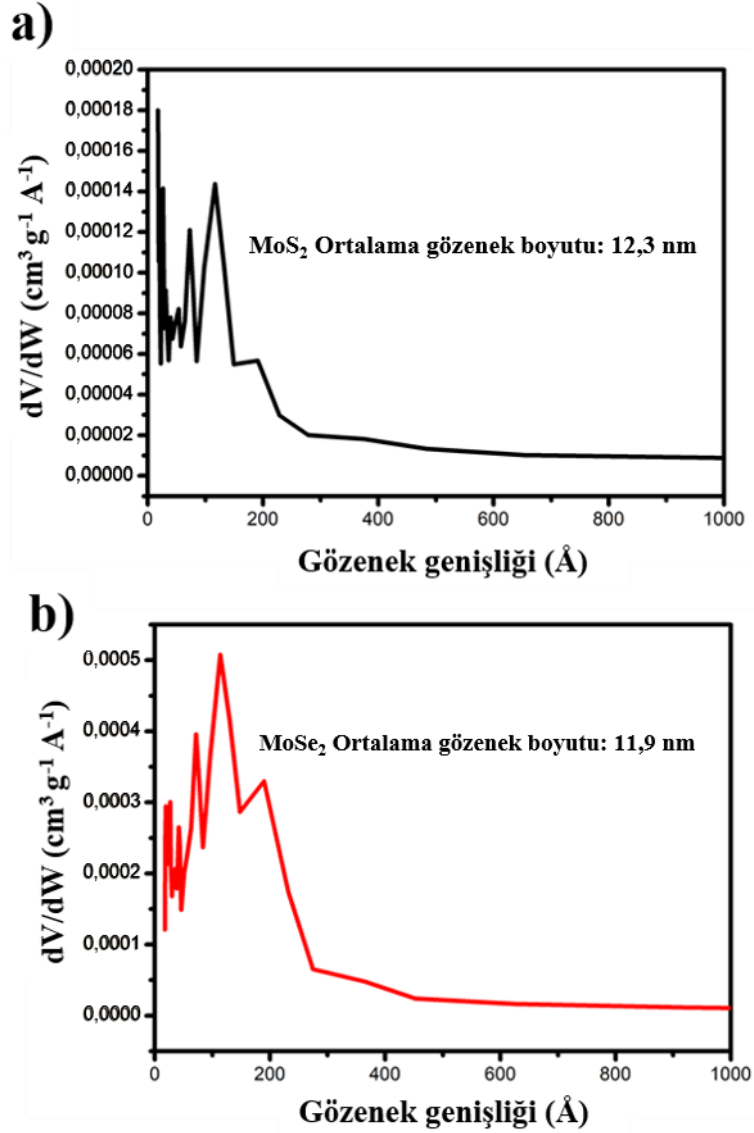 a)
0,00020
0,00018
0,00016
0,00014
0,00012
0,00010
0,00008
0,00006
0,00004
0,00002
0,00000
dV/dW (cm³ g⁻¹ A⁻¹)
MoS₂ Ortalama gözenek boyutu: 12,3 nm
0 200 400 600 800 1000
Gözenek genişliği (Å)
b)
0,0005
0,0004
0,0003
0,0002
0,0001
0,0000
dV/dW (cm³ g⁻¹ A⁻¹)
MoSe₂ Ortalama gözenek boyutu: 11,9 nm
0 200 400 600 800 1000
Gözenek genişliği (Å)